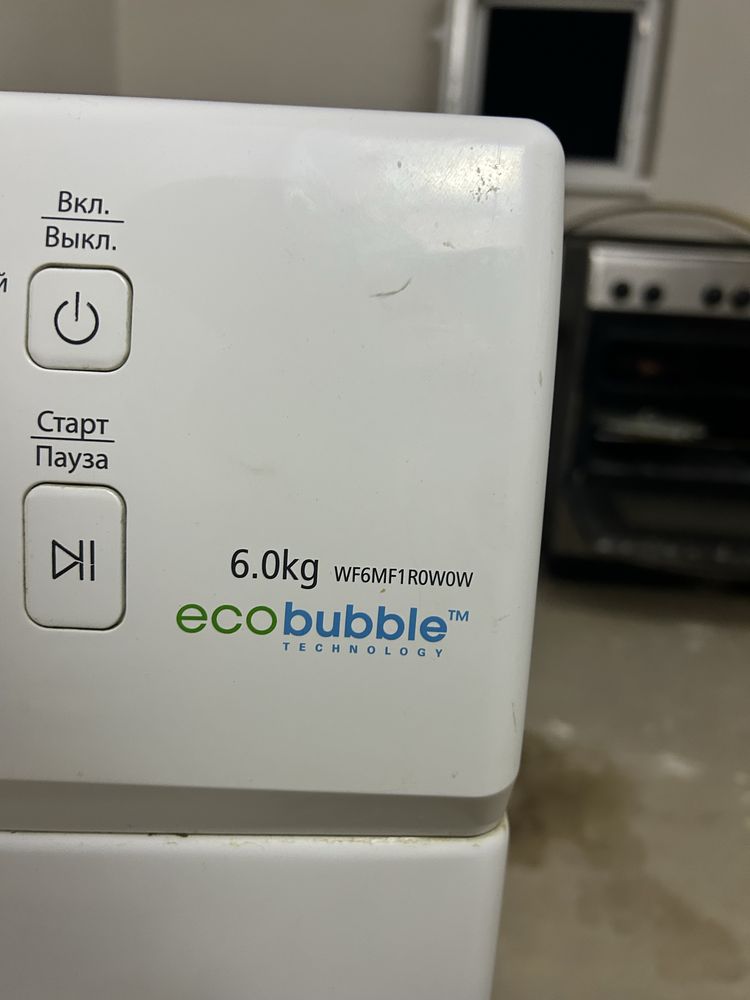 Вкл.
Выкл.
й
Старт
Пауза
6.0kg WF6MF1R0W0W
ecobubble™
TECHNOLOGY